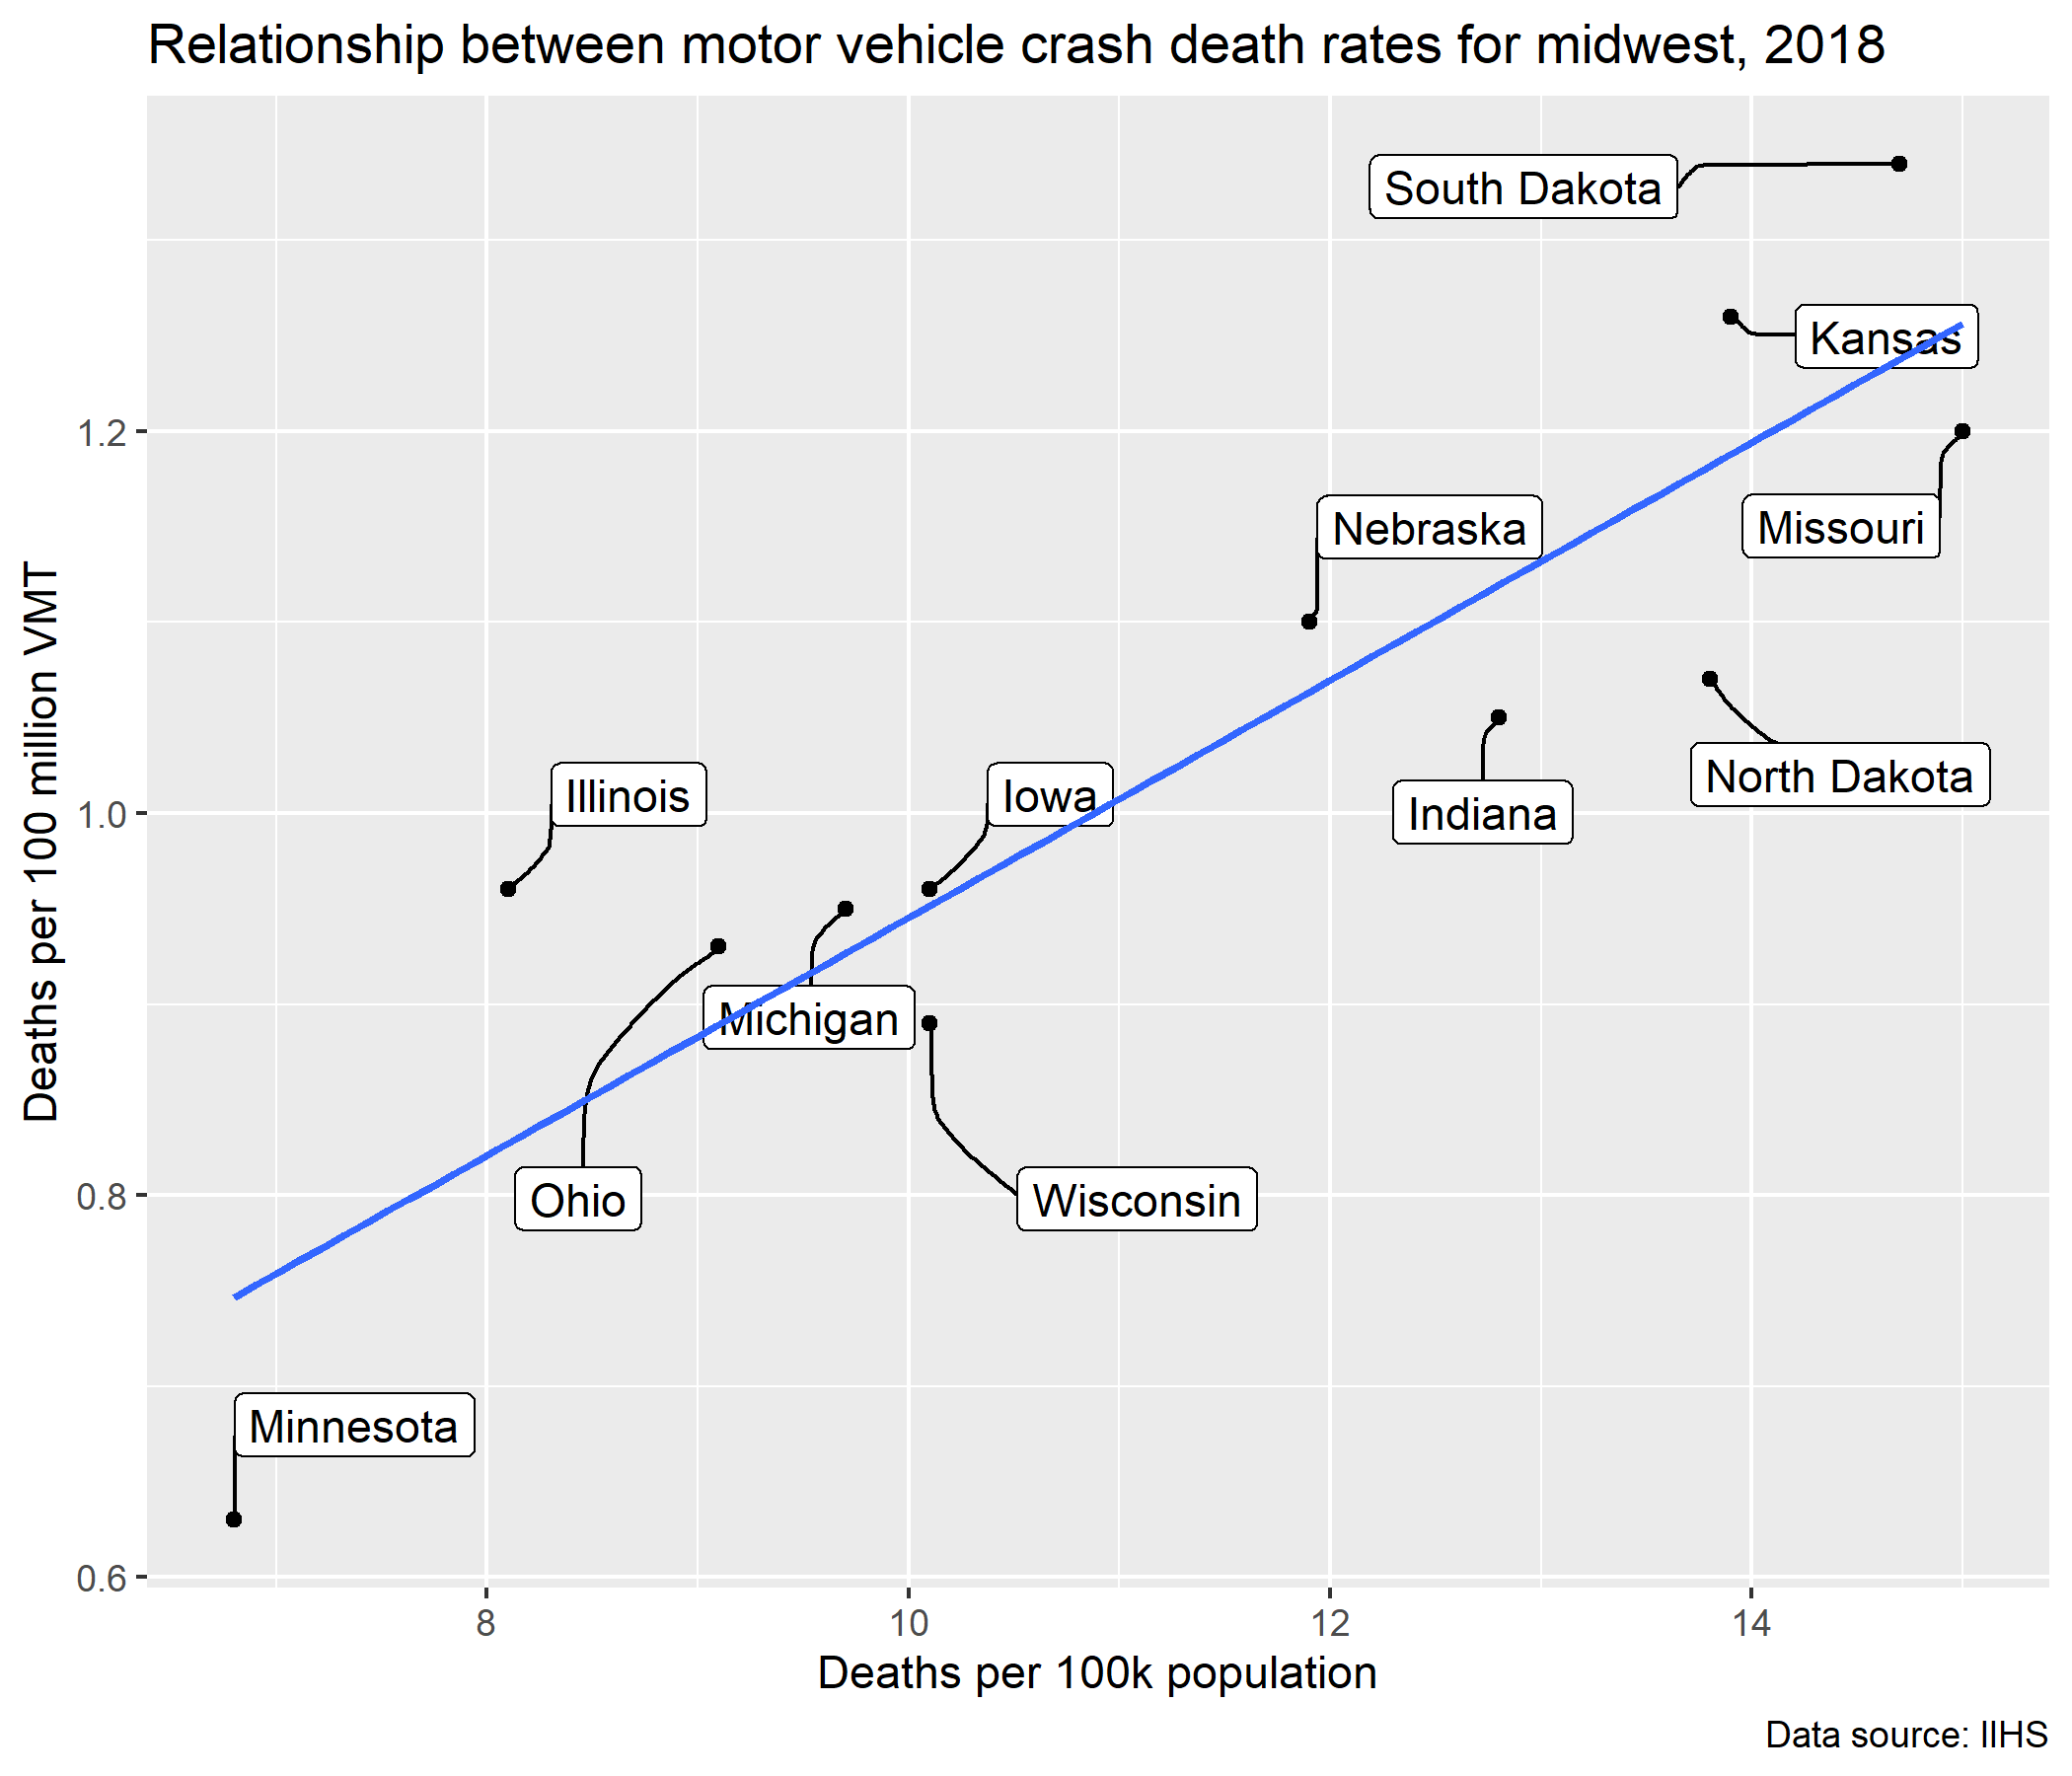 Relationship between motor vehicle crash death rates for midwest, 2018
South Dakota
Kansas
1.2
Nebraska
Missouri
Deaths per 100 million VMT
North Dakota
Illinois
Iowa
1.0
Indiana
Michigan
0.8
Ohio
Wisconsin
Minnesota
0.6
8
10
12
14
Deaths per 100k population
Data source: IIHS